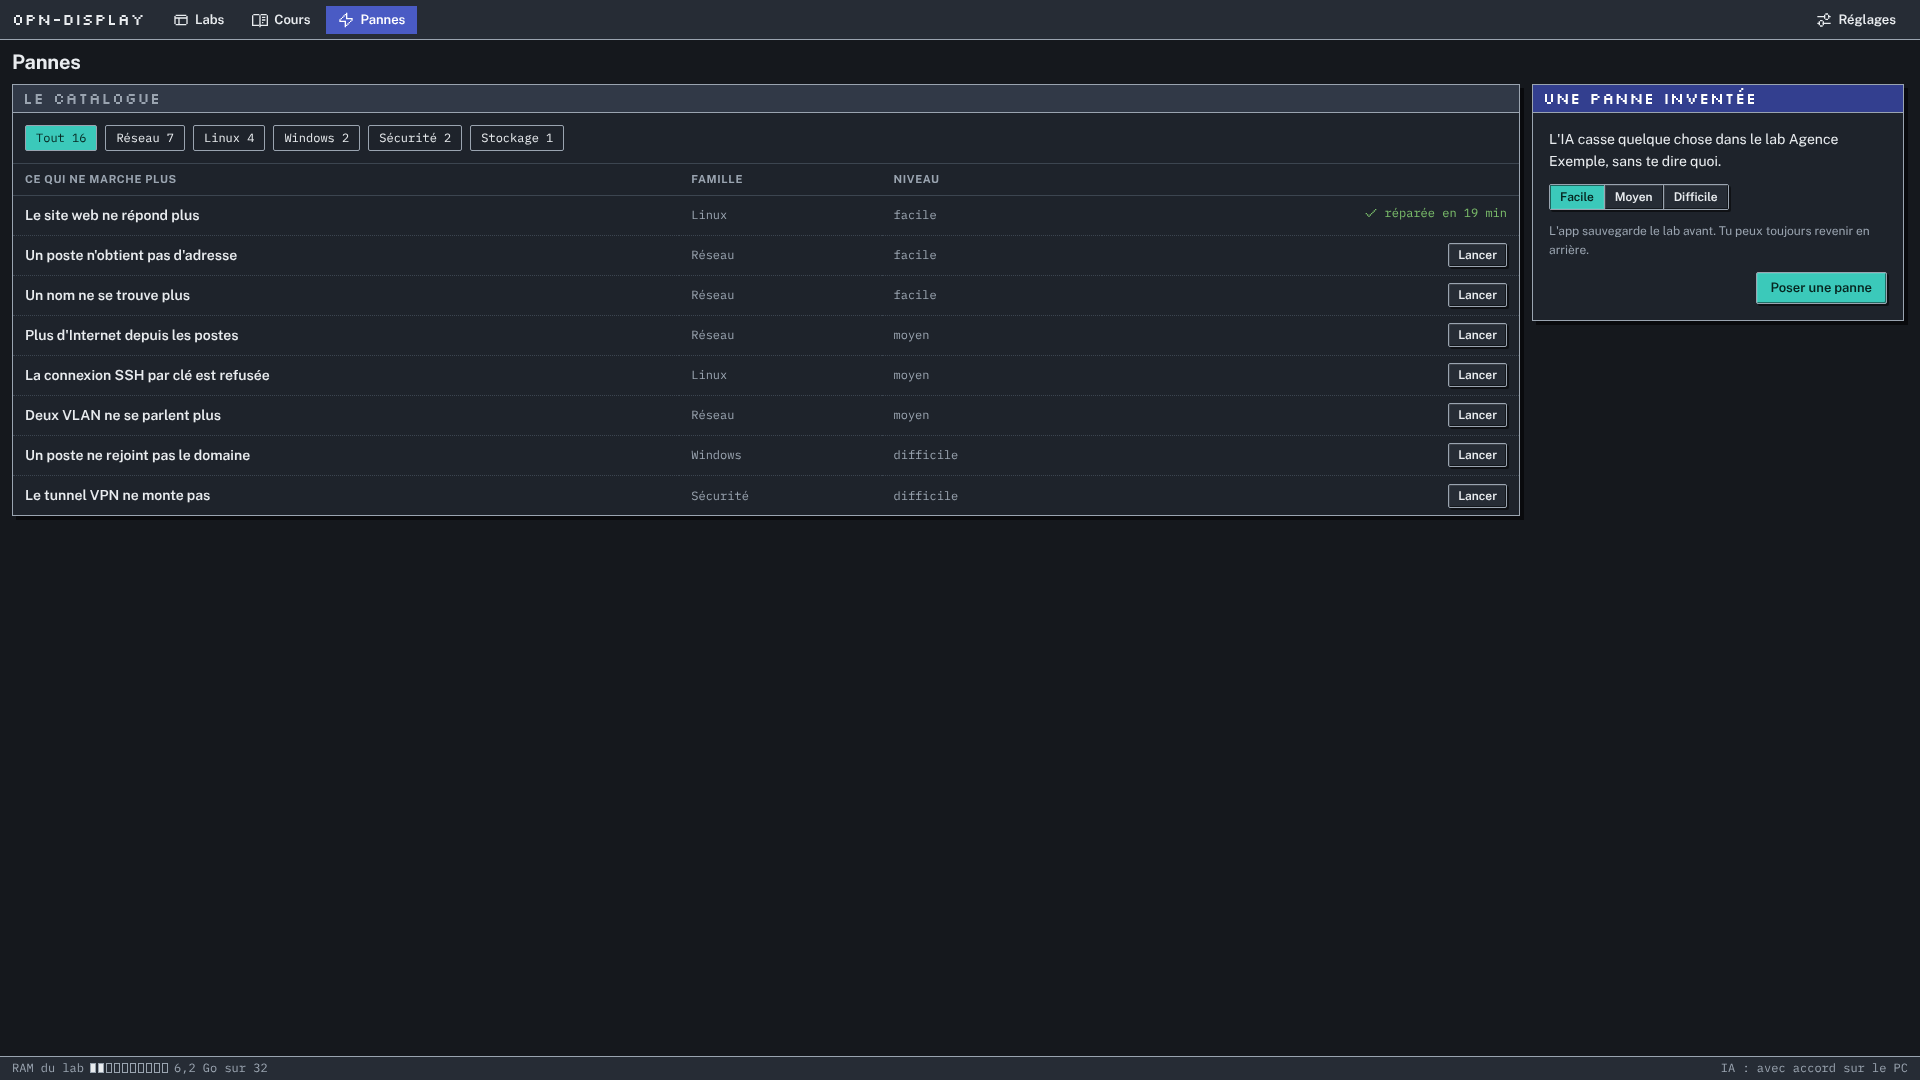 OPN-DISPLAY
Labs
Cours
Pannes
Réglages
Pannes
LE CATALOGUE
Tout 16
Réseau 7
Linux 4
Windows 2
Sécurité 2
Stockage 1
CE QUI NE MARCHE PLUS FAMILLE NIVEAU
Le site web ne répond plus Linux facile réparée en 19 min
Un poste n'obtient pas d'adresse Réseau facile Lancer
Un nom ne se trouve plus Réseau facile Lancer
Plus d'Internet depuis les postes Réseau moyen Lancer
La connexion SSH par clé est refusée Linux moyen Lancer
Deux VLAN ne se parlent plus Réseau moyen Lancer
Un poste ne rejoint pas le domaine Windows difficile Lancer
Le tunnel VPN ne monte pas Sécurité difficile Lancer
UNE PANNE INVENTÉE
L'IA casse quelque chose dans le lab Agence
Exemple, sans te dire quoi.
Facile
Moyen
Difficile
L'app sauvegarde le lab avant. Tu peux toujours revenir en
arrière.
Poser une panne
RAM du lab 6,2 Go sur 32
IA : avec accord sur le PC